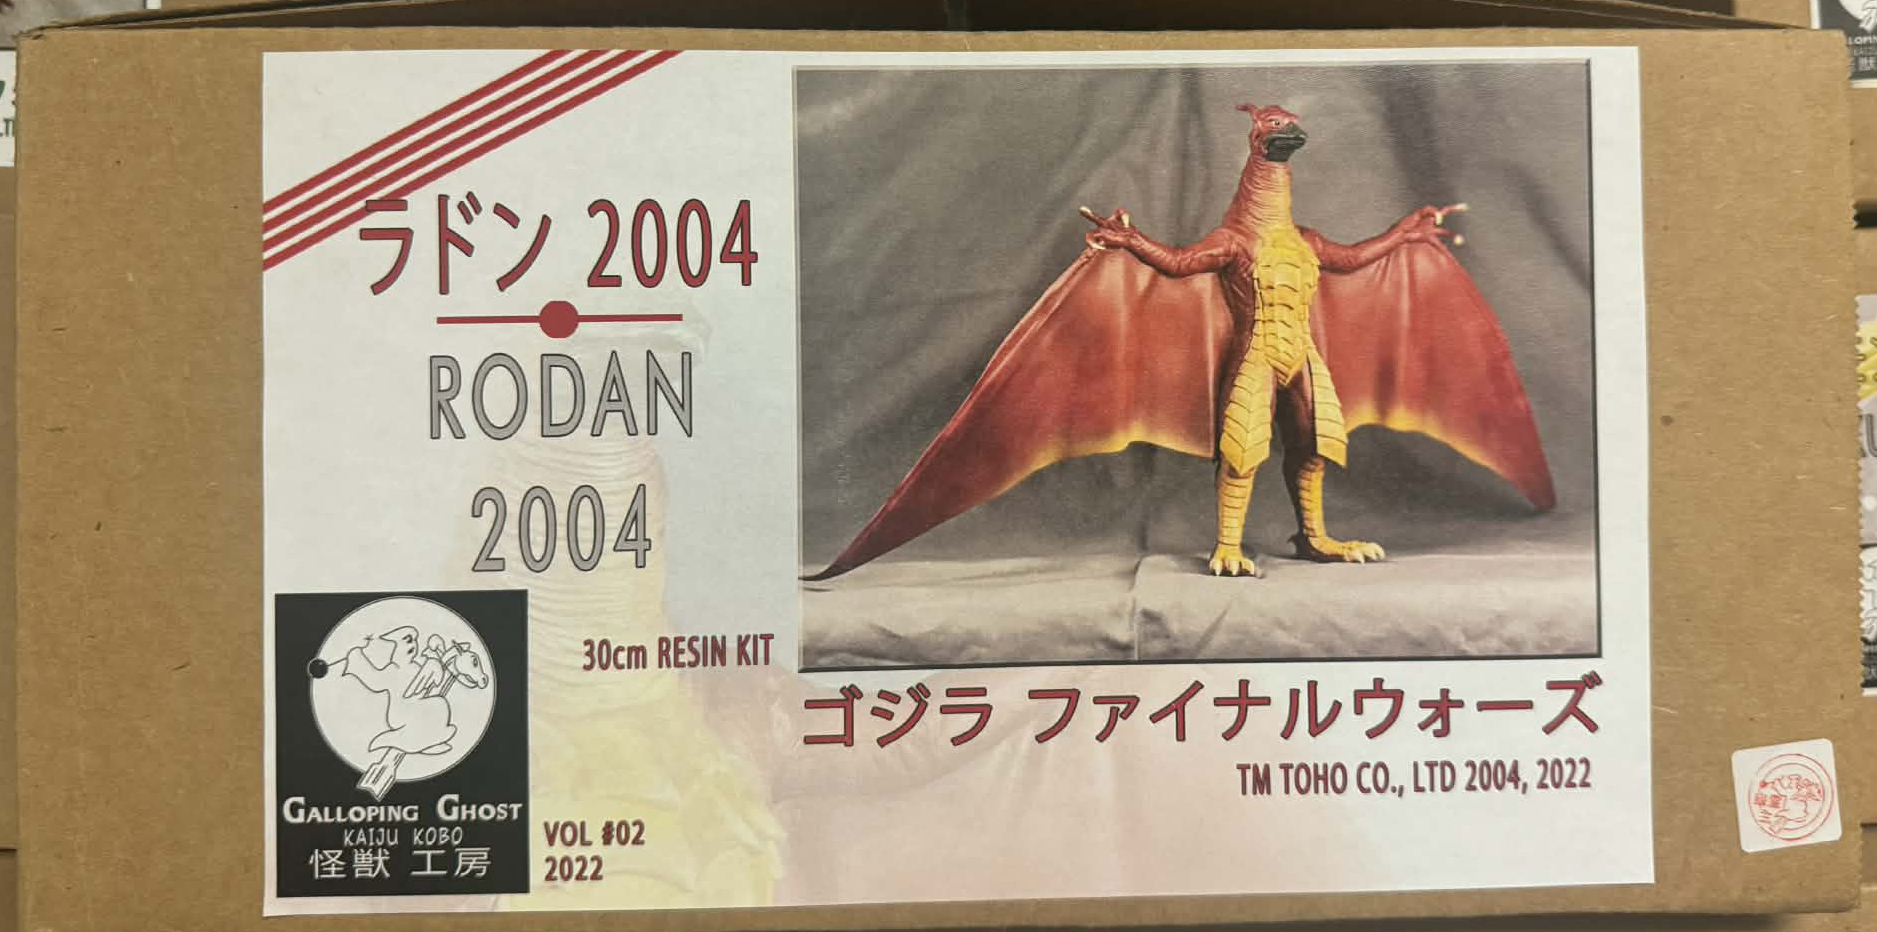 ラドン 2004
RODAN
2004
30cm RESIN KIT
ゴジラ ファイナルウォーズ
TM TOHO CO., LTD 2004, 2022
GALLOPING GHOST
KAIJU KOBO
怪獣 工房
VOL #02
2022